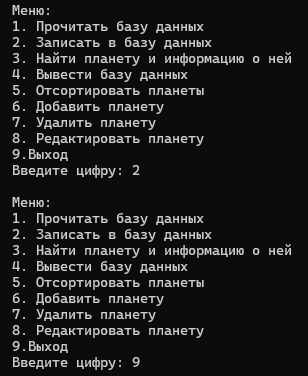 Меню:
1. Прочитать базу данных
2. Записать в базу данных
3. Найти планету и информацию о ней
4. Вывести базу данных
5. Отсортировать планеты
6. Добавить планету
7. Удалить планету
8. Редактировать планету
9.Выход
Введите цифру: 2

Меню:
1. Прочитать базу данных
2. Записать в базу данных
3. Найти планету и информацию о ней
4. Вывести базу данных
5. Отсортировать планеты
6. Добавить планету
7. Удалить планету
8. Редактировать планету
9.Выход
Введите цифру: 9